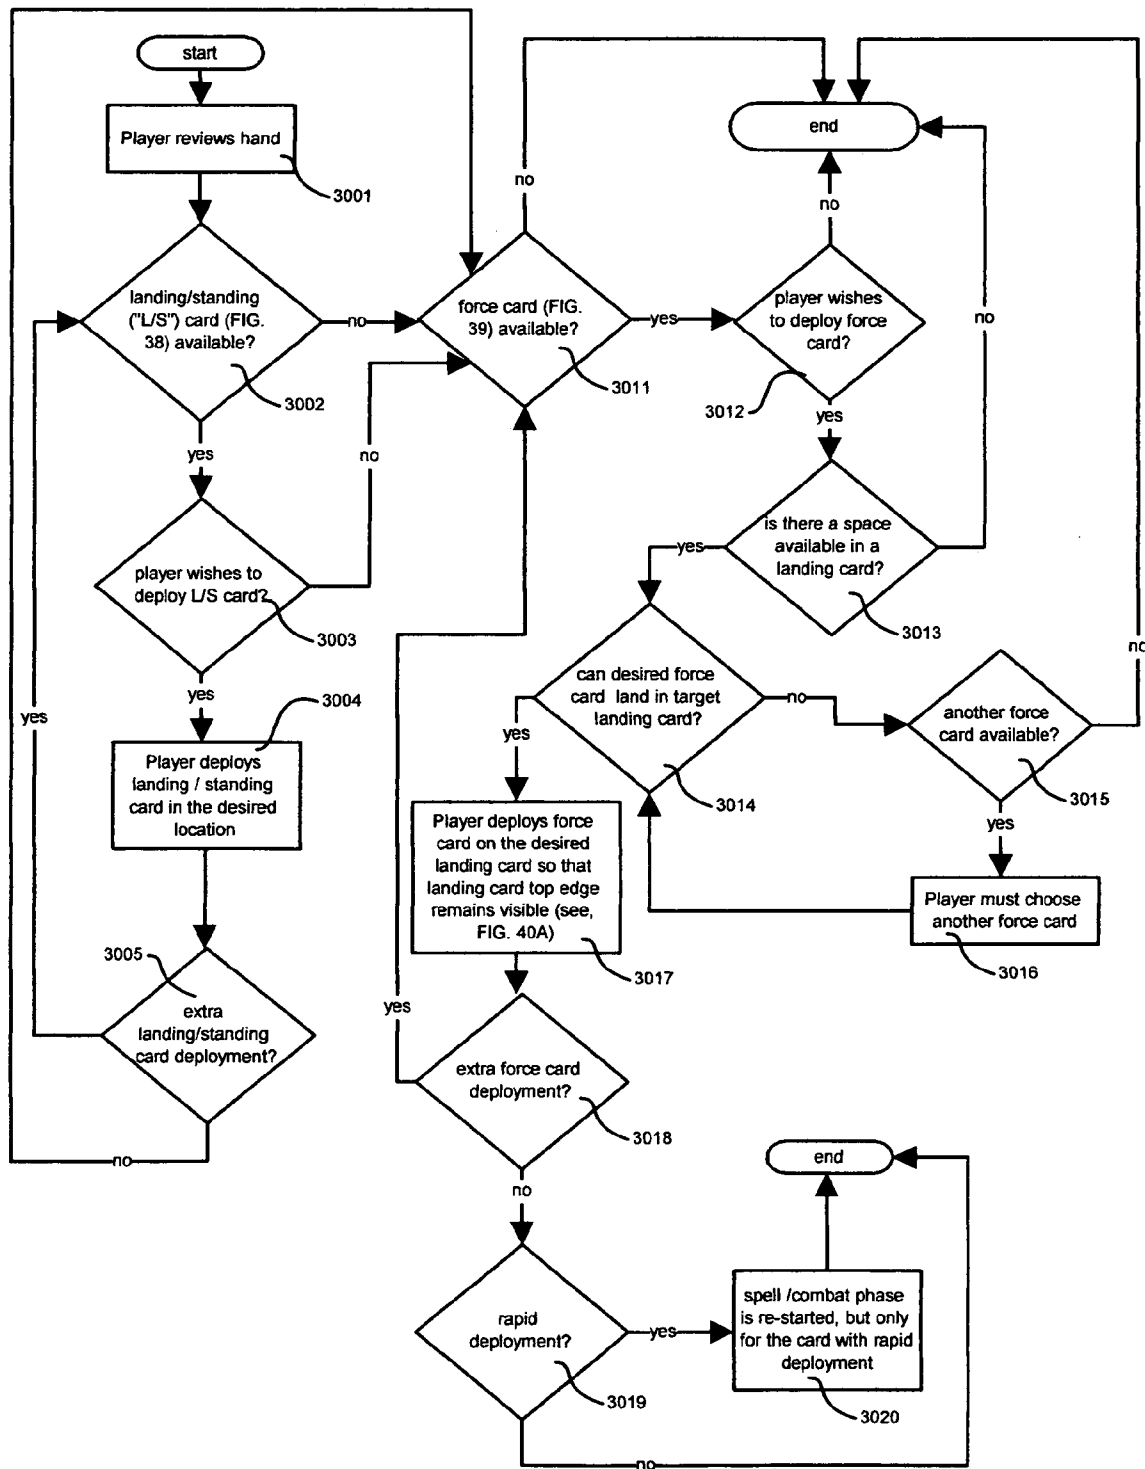 start
Player reviews hand
3001
landing/standing
("L/S") card (FIG.
38) available?
3002
no
yes
player wishes to
deploy L/S card?
3003
no
yes
3004
Player deploys
landing / standing
card in the desired
location
3005
extra
landing/standing
card deployment?
yes
no
force card (FIG.
39) available?
3011
no
yes
end
no
player wishes
to deploy force
card?
3012
yes
is there a space
available in a
landing card?
3013
no
yes
can desired force
card land in target
landing card?
3014
no
yes
another force
card available?
3015
no
yes
Player must choose
another force card
3016
Player deploys force
card on the desired
landing card so that
landing card top edge
remains visible (see,
FIG. 40A)
3017
extra force card
deployment?
3018
yes
no
rapid
deployment?
3019
yes
no
spell /combat phase
is re-started, but only
for the card with rapid
deployment
3020
end